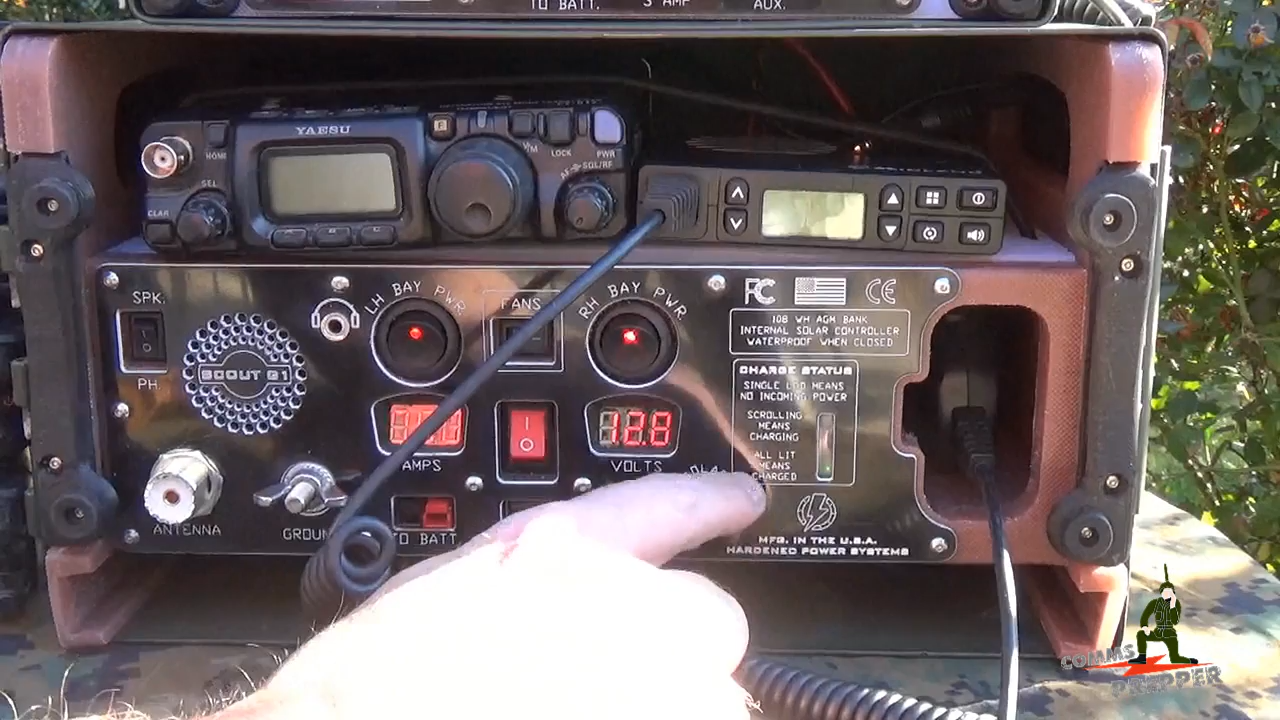 TO BATT. 5 AMP AUX.
YAESU
HOME
F
V/M
LOCK
PWR
AF SQL/RF
SEL
CLAR
A
B
C
SPK.
PH.
SCOUT G1
LH BAY PWR
FANS
RH BAY PWR
FC CE
108 WH AGM BANK
INTERNAL SOLAR CONTROLLER
WATERPROOF WHEN CLOSED
CHARGE STATUS
SINGLE LED MEANS
NO INCOMING POWER
SCROLLING
MEANS
CHARGING
ALL LIT
MEANS
CHARGED
AMPS
12.8
VOLTS
ANTENNA
GROUN
TO BATT
MFG. IN THE U.S.A.
HARDENED POWER SYSTEMS
COMMS
PREPPER